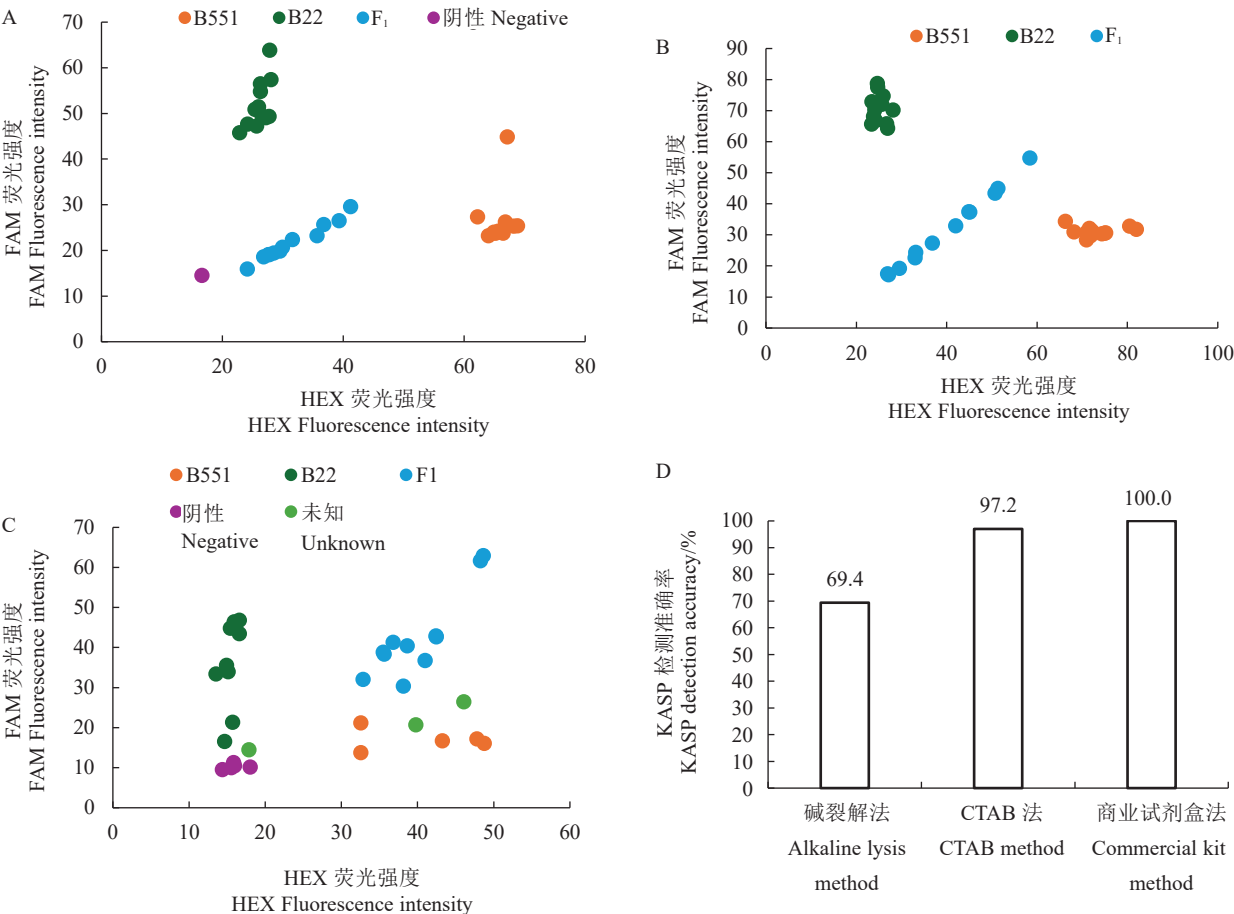 A
B551 B22 F₁ 阴性 Negative
70
60
50
40
30
20
10
0
0 20 40 60 80
FAM 荧光强度
FAM Fluorescence intensity
HEX 荧光强度
HEX Fluorescence intensity
B
B551 B22 F₁
90
80
70
60
50
40
30
20
10
0
0 20 40 60 80 100
FAM 荧光强度
FAM Fluorescence intensity
HEX 荧光强度
HEX Fluorescence intensity
C
B551 B22 F1
阴性 未知
Negative Unknown
70
60
50
40
30
20
10
0
0 10 20 30 40 50 60
FAM 荧光强度
FAM Fluorescence intensity
HEX 荧光强度
HEX Fluorescence intensity
D
69.4 97.2 100.0
100
90
80
70
60
50
40
30
20
10
0
KASP 检测准确率
KASP detection accuracy/%
碱裂解法 CTAB 法 商业试剂盒法
Alkaline lysis CTAB method Commercial kit
method method